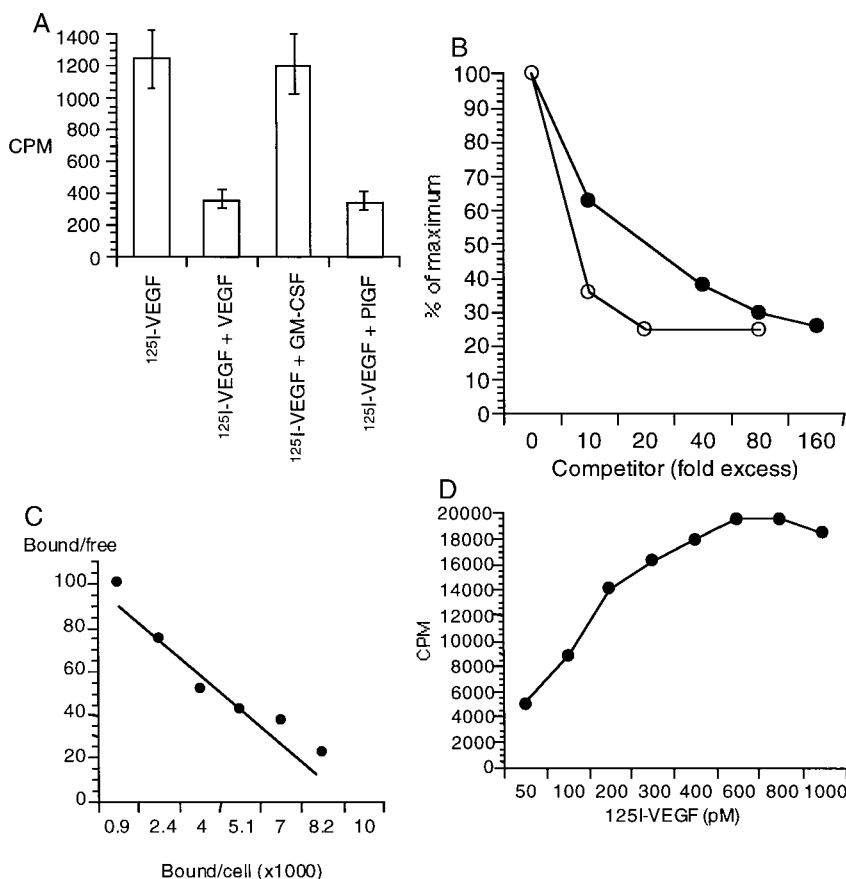 A
CPM
1400
1200
1000
800
600
400
200
0
125I-VEGF
125I-VEGF + VEGF
125I-VEGF + GM-CSF
125I-VEGF + PlGF
B
% of maximum
100
90
80
70
60
50
40
30
20
10
0
0 10 20 40 80 160
Competitor (fold excess)
C
Bound/free
100
80
60
40
20
0
0.9 2.4 4 5.1 7 8.2 10
Bound/cell (x1000)
D
CPM
20000
18000
16000
14000
12000
10000
8000
6000
4000
2000
0
50 100 200 300 400 600 800 1000
125I-VEGF (pM)